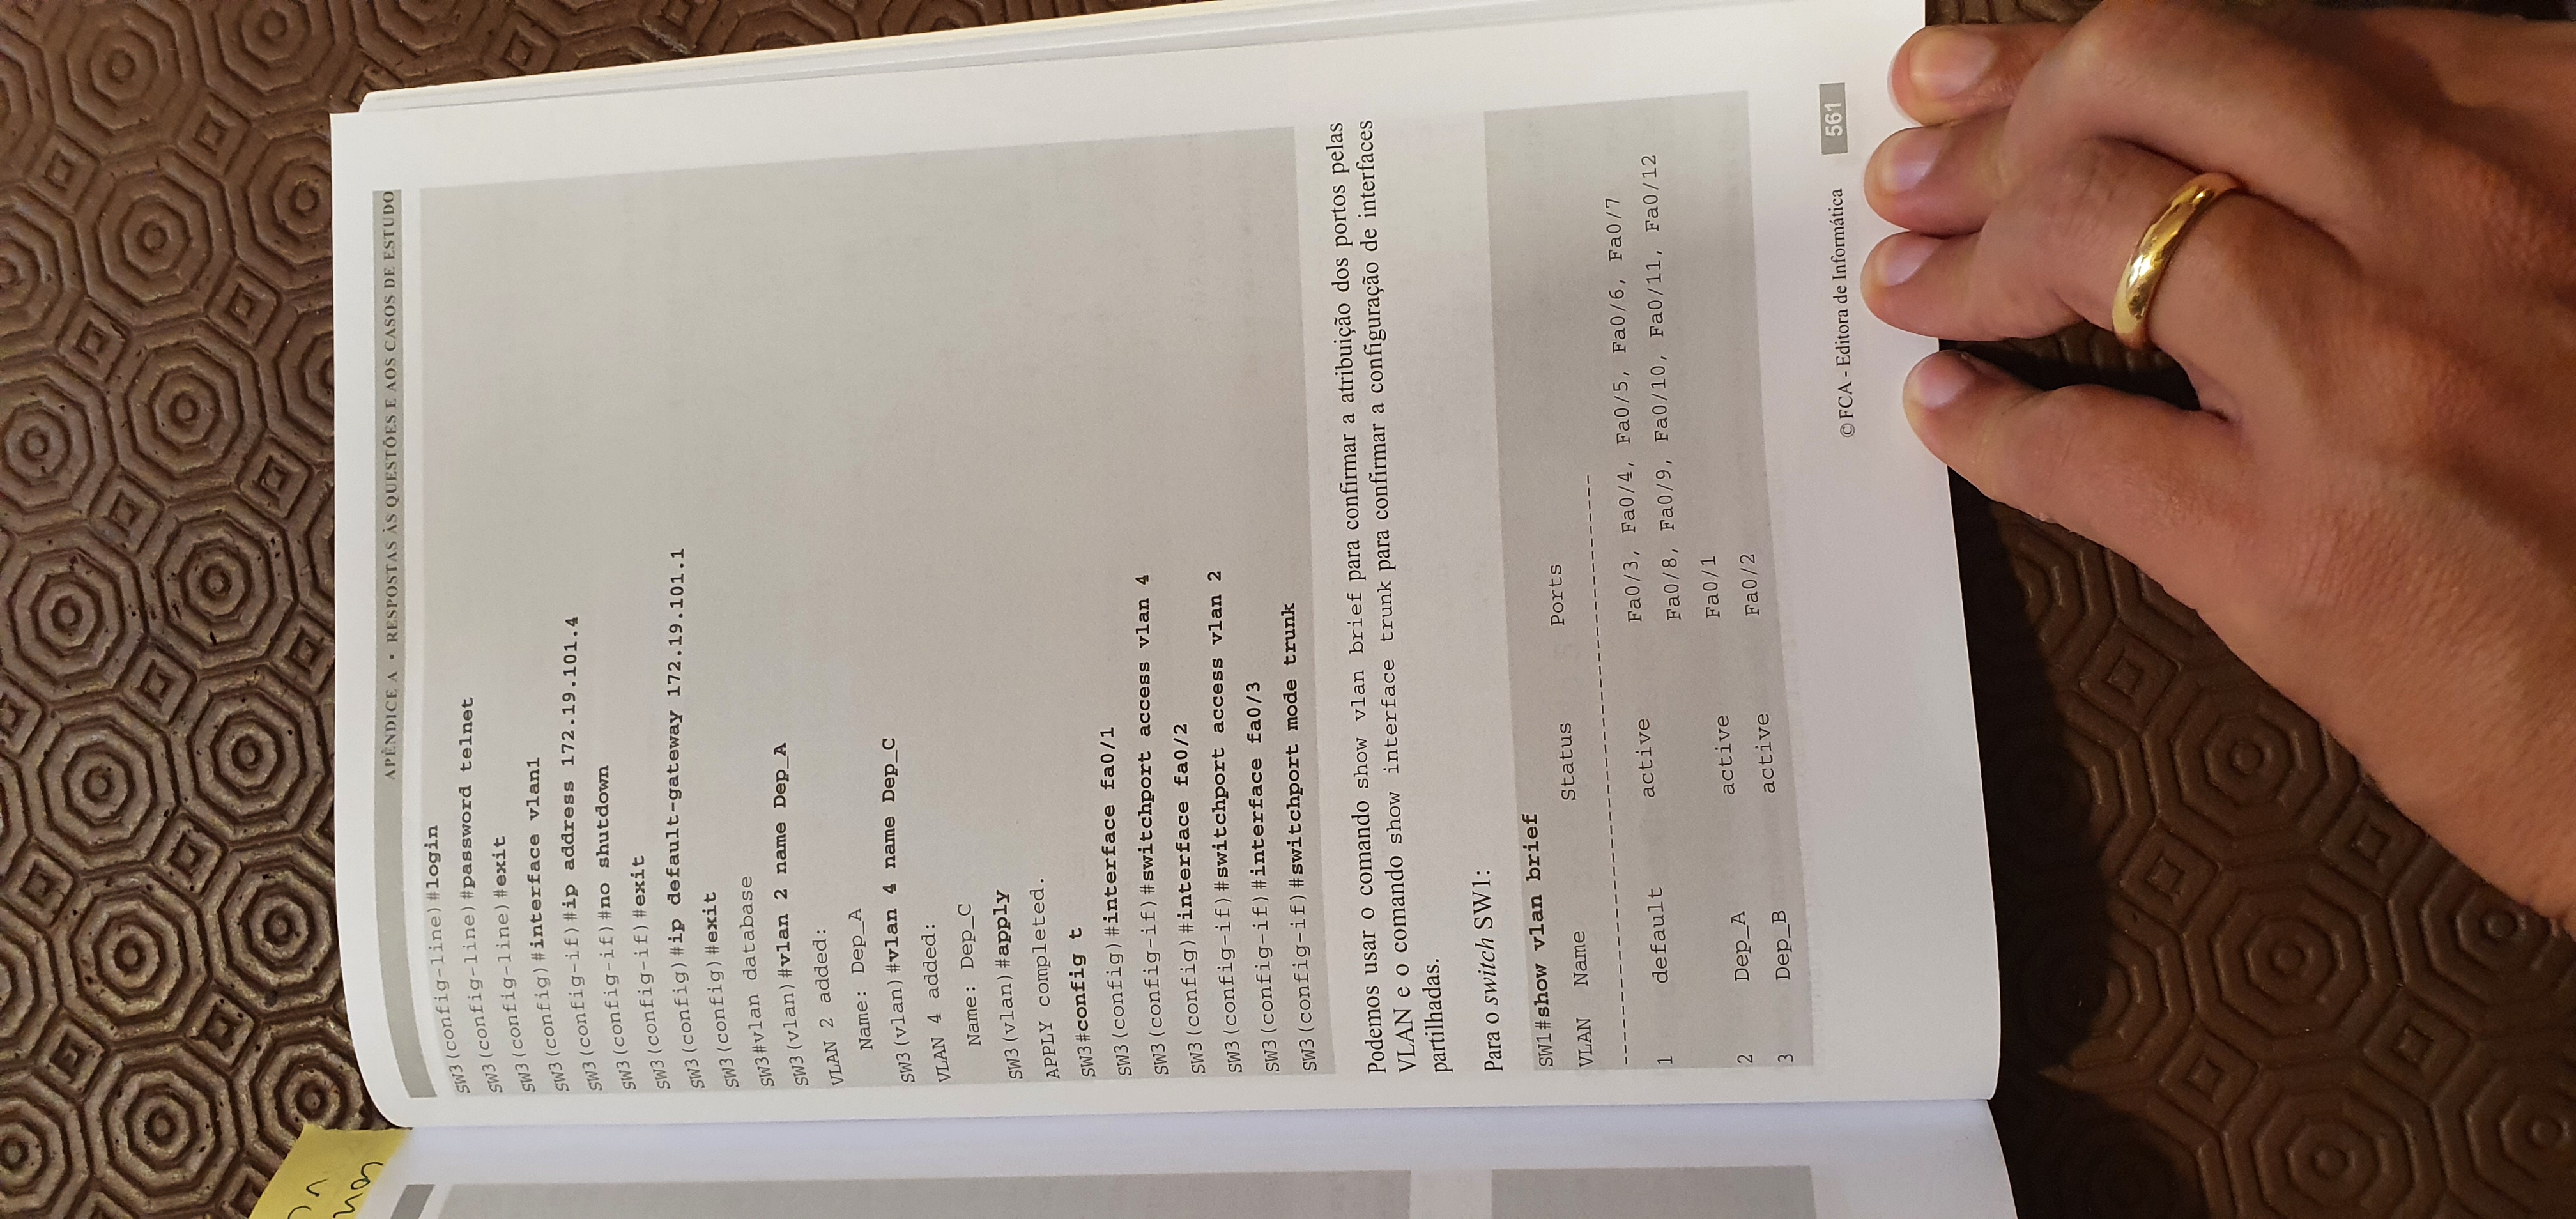 APÊNDICE A ▪ RESPOSTAS ÀS QUESTÕES E AOS CASOS DE ESTUDO
SW3(config-line)#login
SW3(config-line)#password telnet
SW3(config-line)#exit
SW3(config)#interface vlan1
SW3(config-if)#ip address 172.19.101.4
SW3(config-if)#no shutdown
SW3(config-if)#exit
SW3(config)#ip default-gateway 172.19.101.1
SW3(config)#exit
SW3#vlan database
SW3(vlan)#vlan 2 name Dep_A
VLAN 2 added:
Name: Dep_A
SW3(vlan)#vlan 4 name Dep_C
VLAN 4 added:
Name: Dep_C
SW3(vlan)#apply
APPLY completed.
SW3#config t
SW3(config)#interface fa0/1
SW3(config-if)#switchport access vlan 4
SW3(config)#interface fa0/2
SW3(config-if)#switchport access vlan 2
SW3(config-if)#interface fa0/3
SW3(config-if)#switchport mode trunk
Podemos usar o comando show vlan brief para confirmar a atribuição dos portos pelas
VLAN e o comando show interface trunk para confirmar a configuração de interfaces
partilhadas.
Para o switch SW1:
SW1#show vlan brief
VLAN Name Status Ports
---------------------------------------------
1 default active Fa0/3, Fa0/4, Fa0/5, Fa0/6, Fa0/7
Fa0/8, Fa0/9, Fa0/10, Fa0/11, Fa0/12
2 Dep_A active Fa0/1
3 Dep_B active Fa0/2
© FCA - Editora de Informática 561